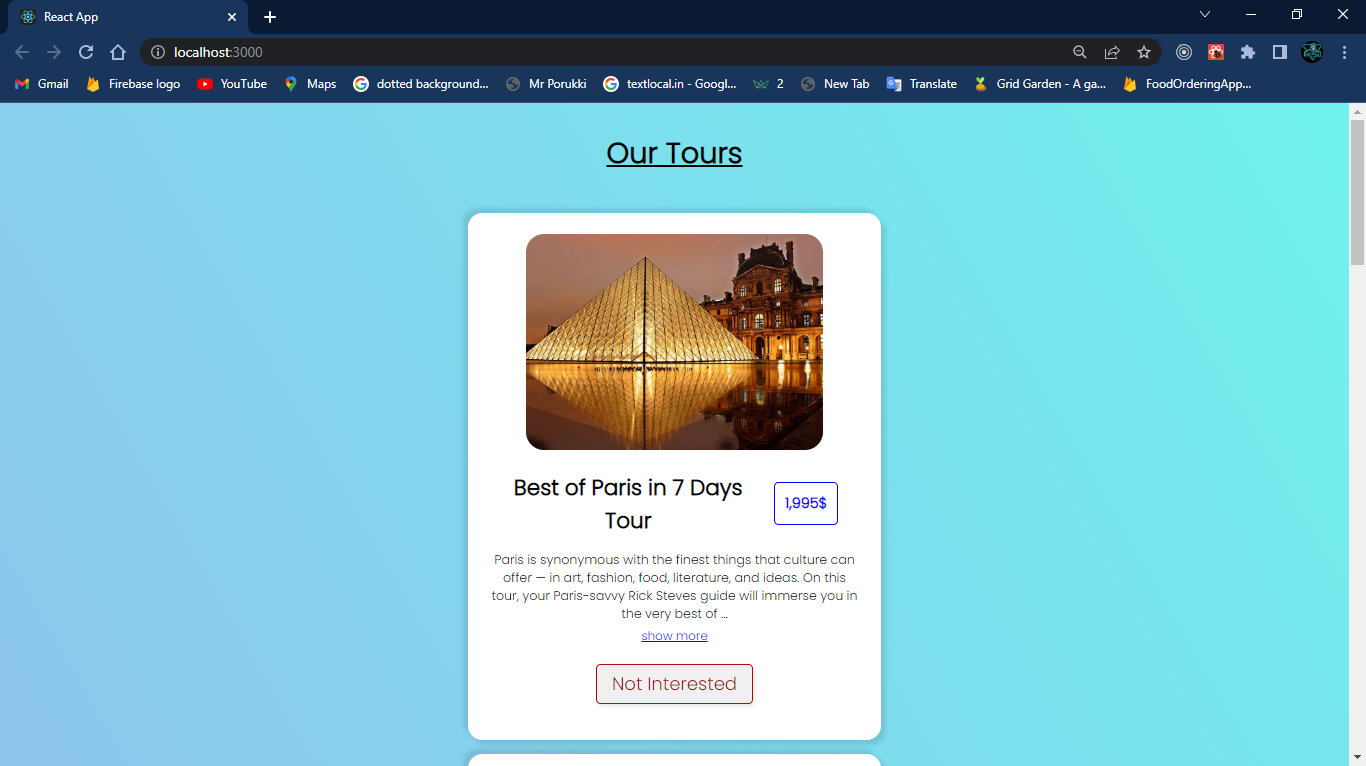 React App
localhost:3000
Gmail
Firebase logo
YouTube
Maps
dotted background...
Mr Porukki
textlocal.in - Googl...
2
New Tab
Translate
Grid Garden - A ga...
FoodOrderingApp...
Our Tours
Best of Paris in 7 Days
Tour
1,995$
Paris is synonymous with the finest things that culture can
offer — in art, fashion, food, literature, and ideas. On this
tour, your Paris-savvy Rick Steves guide will immerse you in
the very best of ...
show more
Not Interested